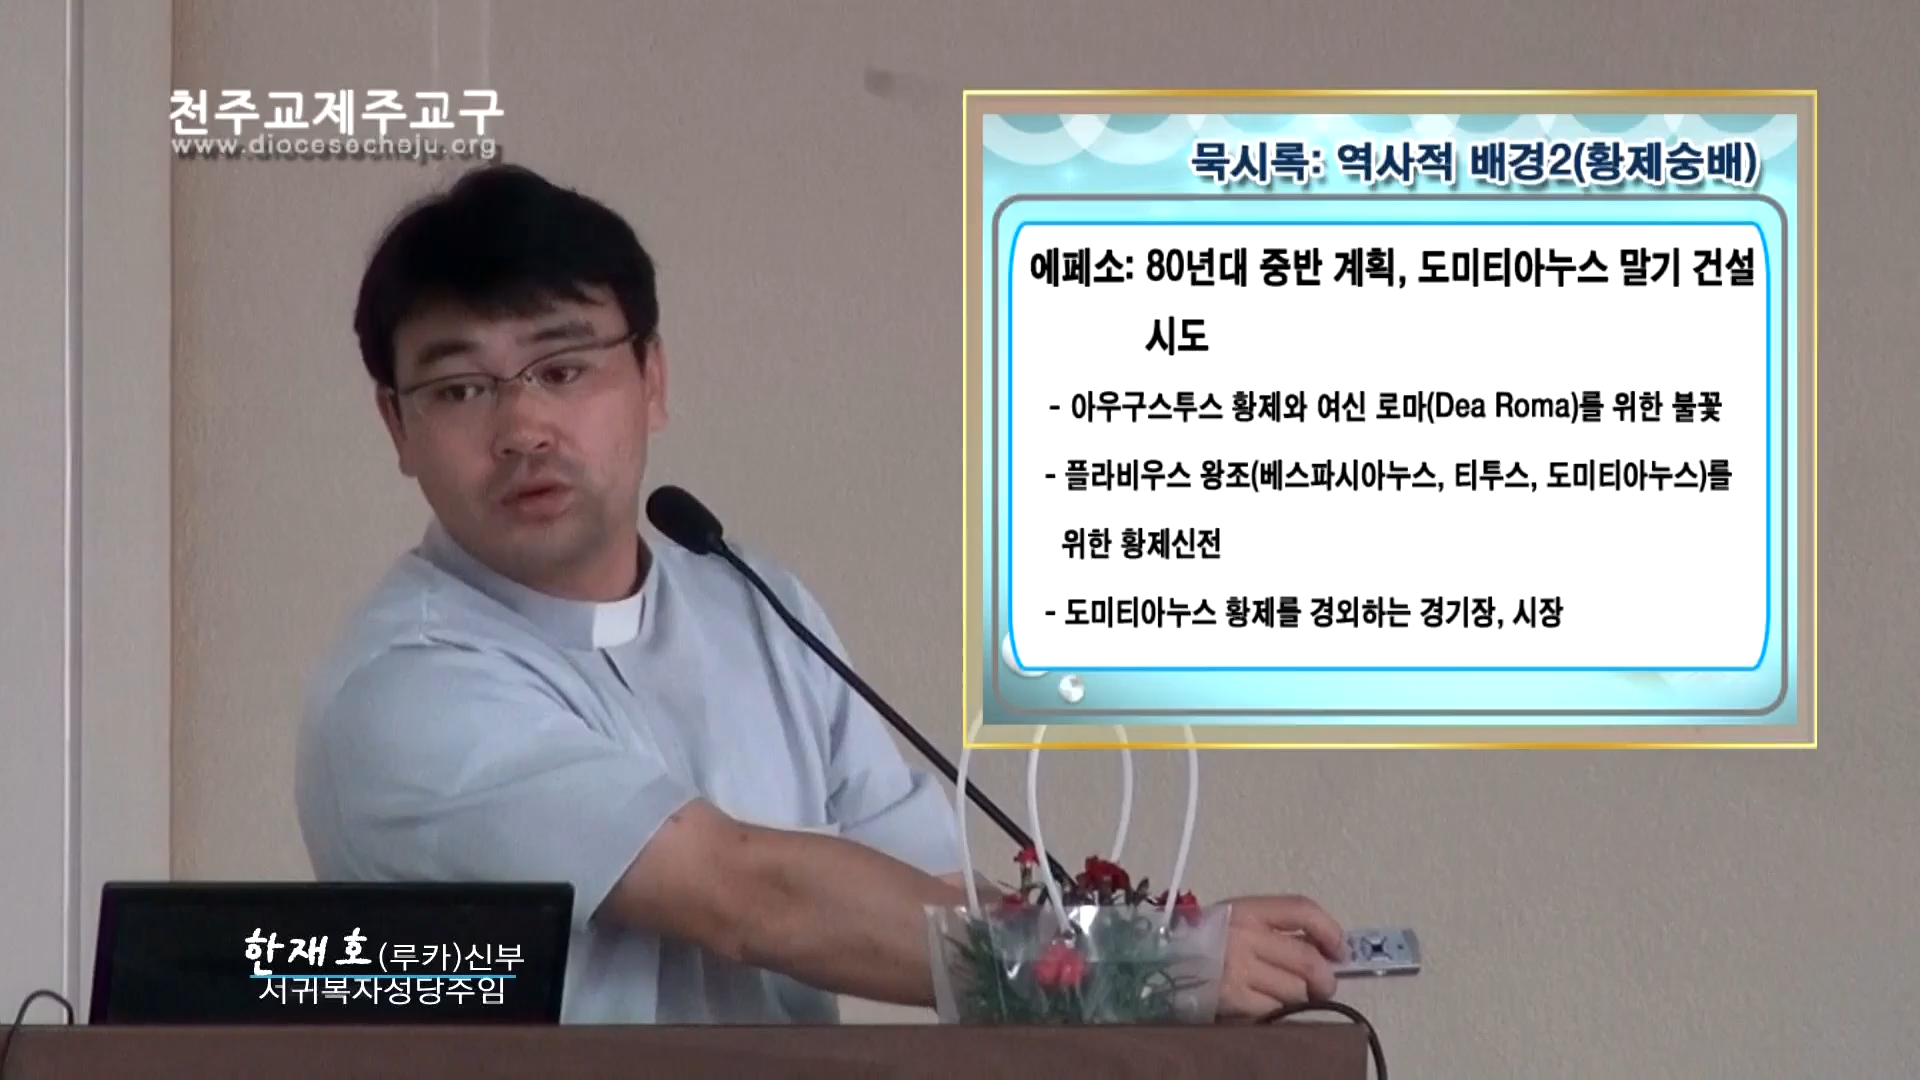 천주교제주교구
www.diocesecheju.org
묵시록: 역사적 배경2(황제숭배)
에페소: 80년대 중반 계획, 도미티아누스 말기 건설
시도
- 아우구스투스 황제와 여신 로마(Dea Roma)를 위한 불꽃
- 플라비우스 왕조(베스파시아누스, 티투스, 도미티아누스)를
위한 황제신전
- 도미티아누스 황제를 경외하는 경기장, 시장
한재호(루카)신부
서귀복자성당주임